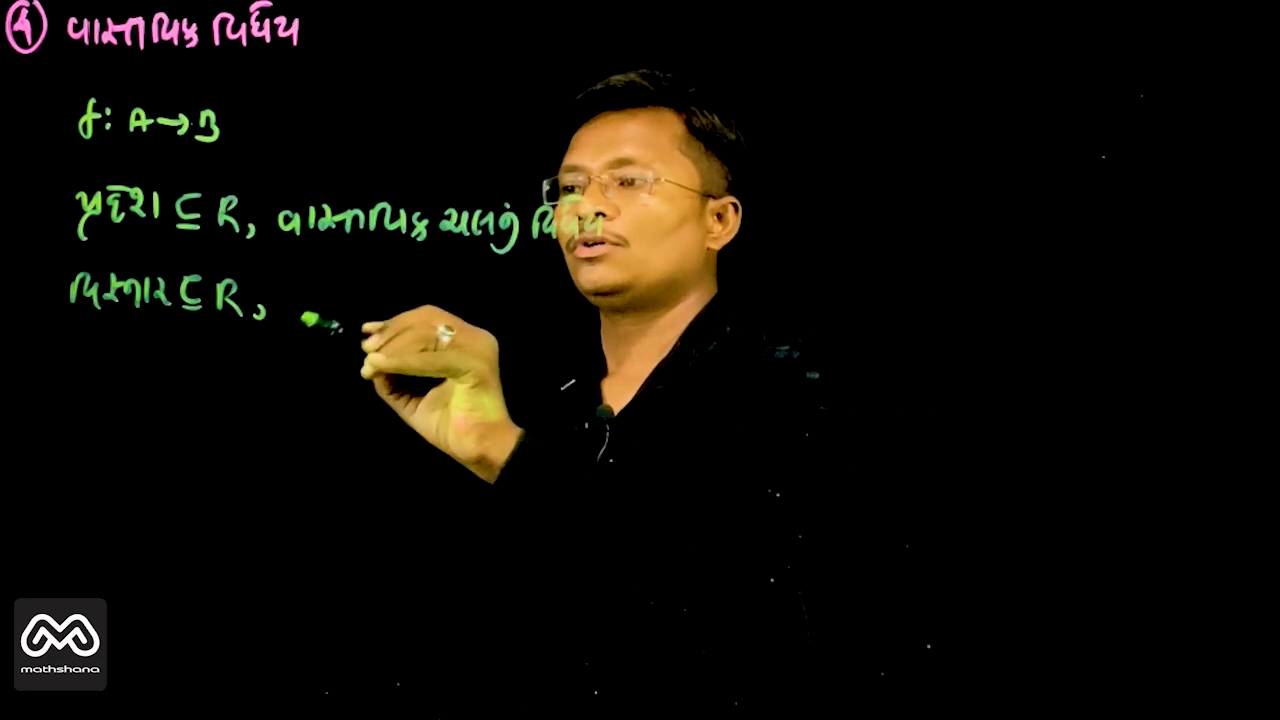 ④ વાસ્તવિક વિધેય
f: A→B
પ્રદેશ ⊆ R, વાસ્તવિક ચલનું વિધેય
વિસ્તાર ⊆ R,
mathshana